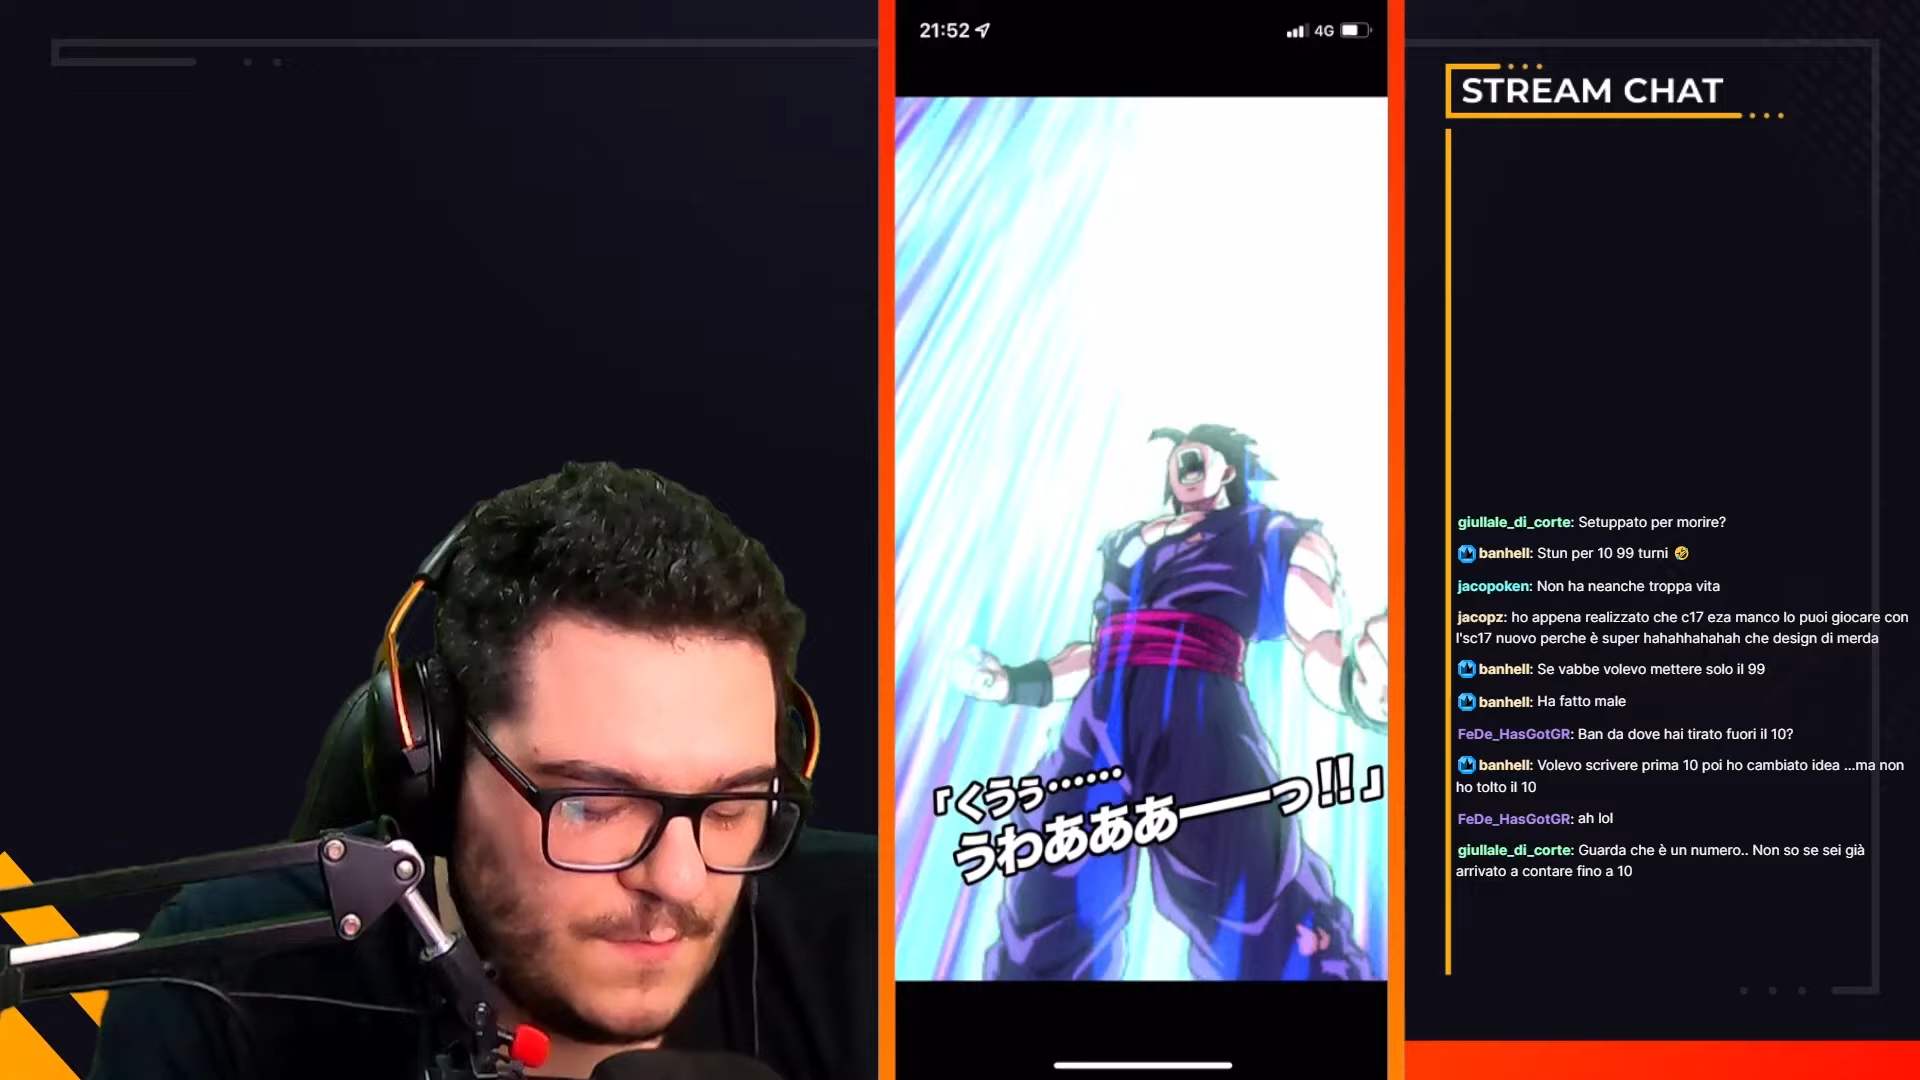 21:52
4G
「くうぅ……
うわあああーーーっ!!」
STREAM CHAT
giullale_di_corte: Setuppato per morire?
banhell: Stun per 10 99 turni 🤣
jacopoken: Non ha neanche troppa vita
jacopz: ho appena realizzato che c17 eza manco lo puoi giocare con
l'sc17 nuovo perche è super hahahhahahah che design di merda
banhell: Se vabbe volevo mettere solo il 99
banhell: Ha fatto male
FeDe_HasGotGR: Ban da dove hai tirato fuori il 10?
banhell: Volevo scrivere prima 10 poi ho cambiato idea ...ma non
ho tolto il 10
FeDe_HasGotGR: ah lol
giullale_di_corte: Guarda che è un numero.. Non so se sei già
arrivato a contare fino a 10